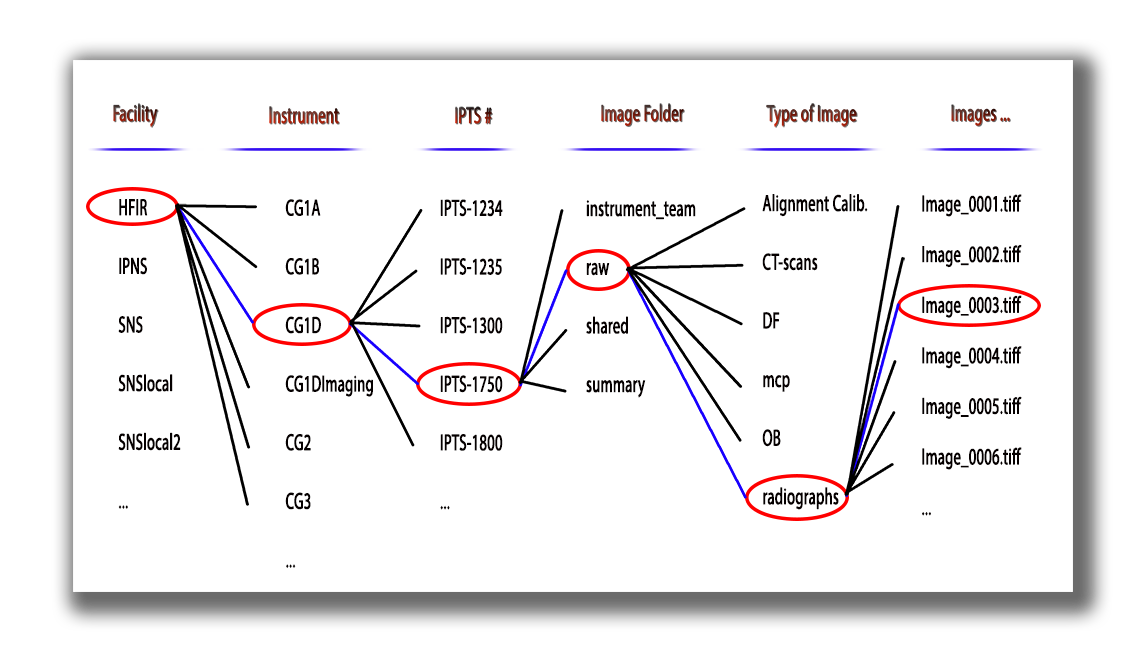 Facility
Instrument
IPTS #
Image Folder
Type of Image
Images ...
HFIR
IPNS
SNS
SNSlocal
SNSlocal2
...
CG1A
CG1B
CG1D
CG1DImaging
CG2
CG3
...
IPTS-1234
IPTS-1235
IPTS-1300
IPTS-1750
IPTS-1800
...
instrument_team
raw
shared
summary
Alignment Calib.
CT-scans
DF
mcp
OB
radiographs
Image_0001.tiff
Image_0002.tiff
Image_0003.tiff
Image_0004.tiff
Image_0005.tiff
Image_0006.tiff
...